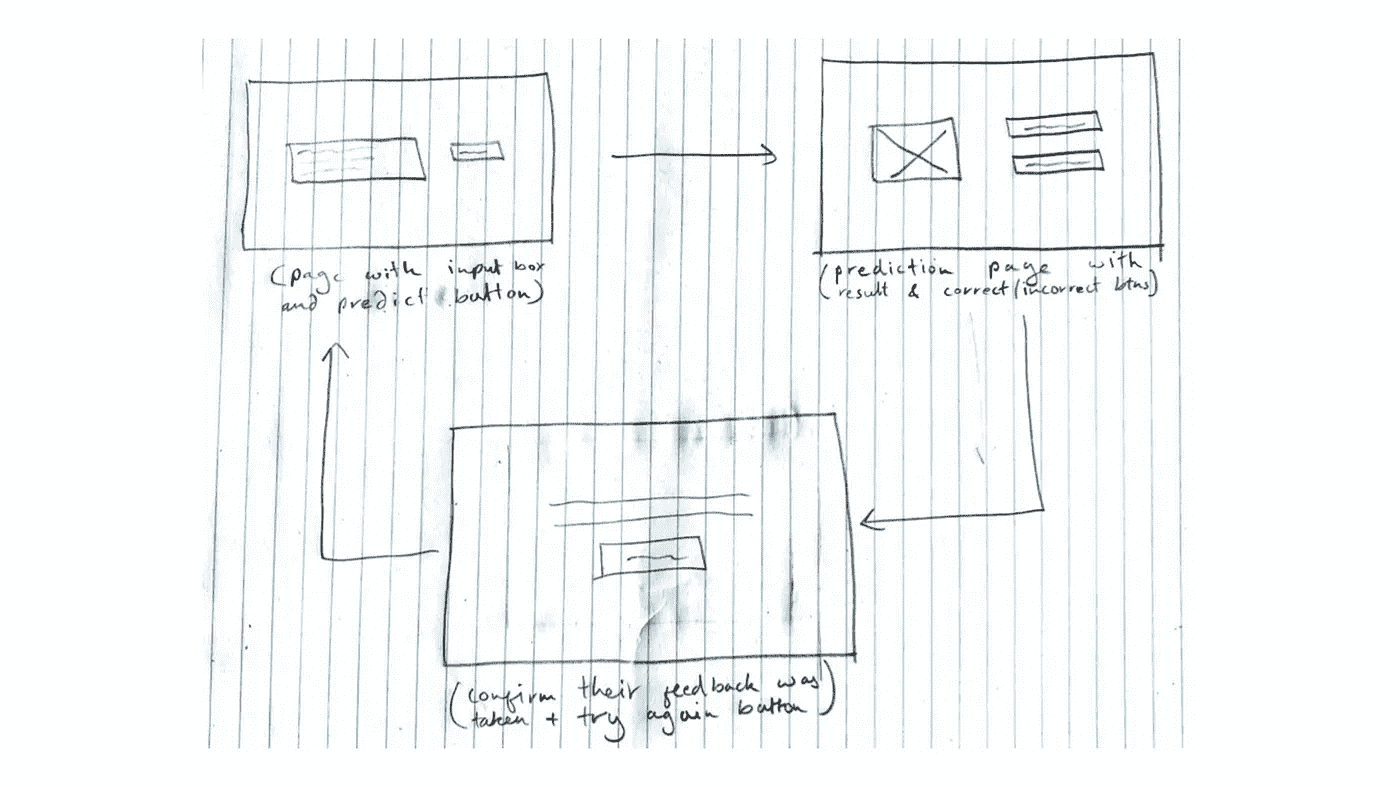 (page with input box
and predict button)
(prediction page with
result & correct/incorrect btns)
(confirm their feedback was
taken + try again button)